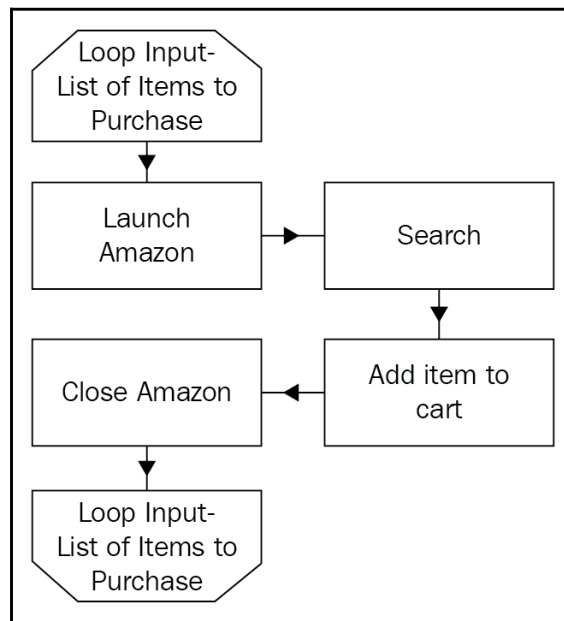 Loop Input-
List of Items to
Purchase
Launch
Amazon
Search
Add item to
cart
Close Amazon
Loop Input-
List of Items to
Purchase